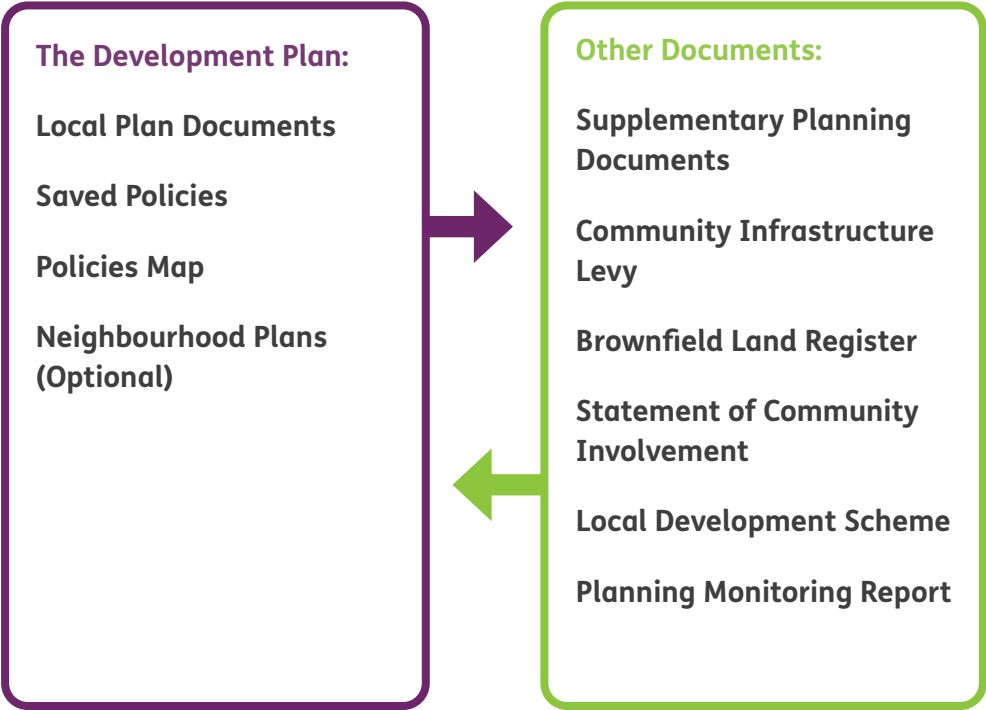 The Development Plan:
Local Plan Documents
Saved Policies
Policies Map
Neighbourhood Plans
(Optional)
Other Documents:
Supplementary Planning
Documents
Community Infrastructure
Levy
Brownfield Land Register
Statement of Community
Involvement
Local Development Scheme
Planning Monitoring Report